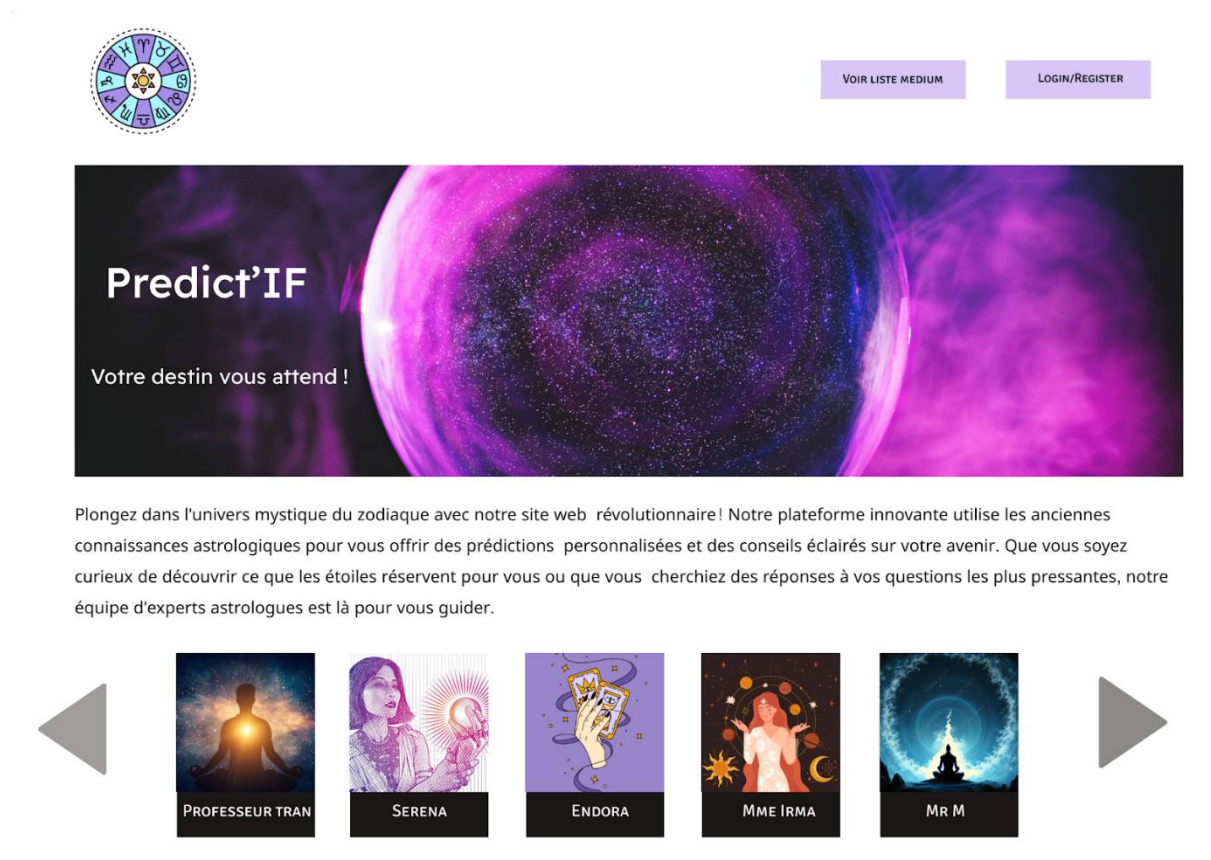 Voir liste medium
Login/Register
Predict’IF
Votre destin vous attend !
Plongez dans l'univers mystique du zodiaque avec notre site web révolutionnaire! Notre plateforme innovante utilise les anciennes
connaissances astrologiques pour vous offrir des prédictions personnalisées et des conseils éclairés sur votre avenir. Que vous soyez
curieux de découvrir ce que les étoiles réservent pour vous ou que vous cherchiez des réponses à vos questions les plus pressantes, notre
équipe d'experts astrologues est là pour vous guider.
Professeur tran
Serena
Endora
Mme Irma
Mr M